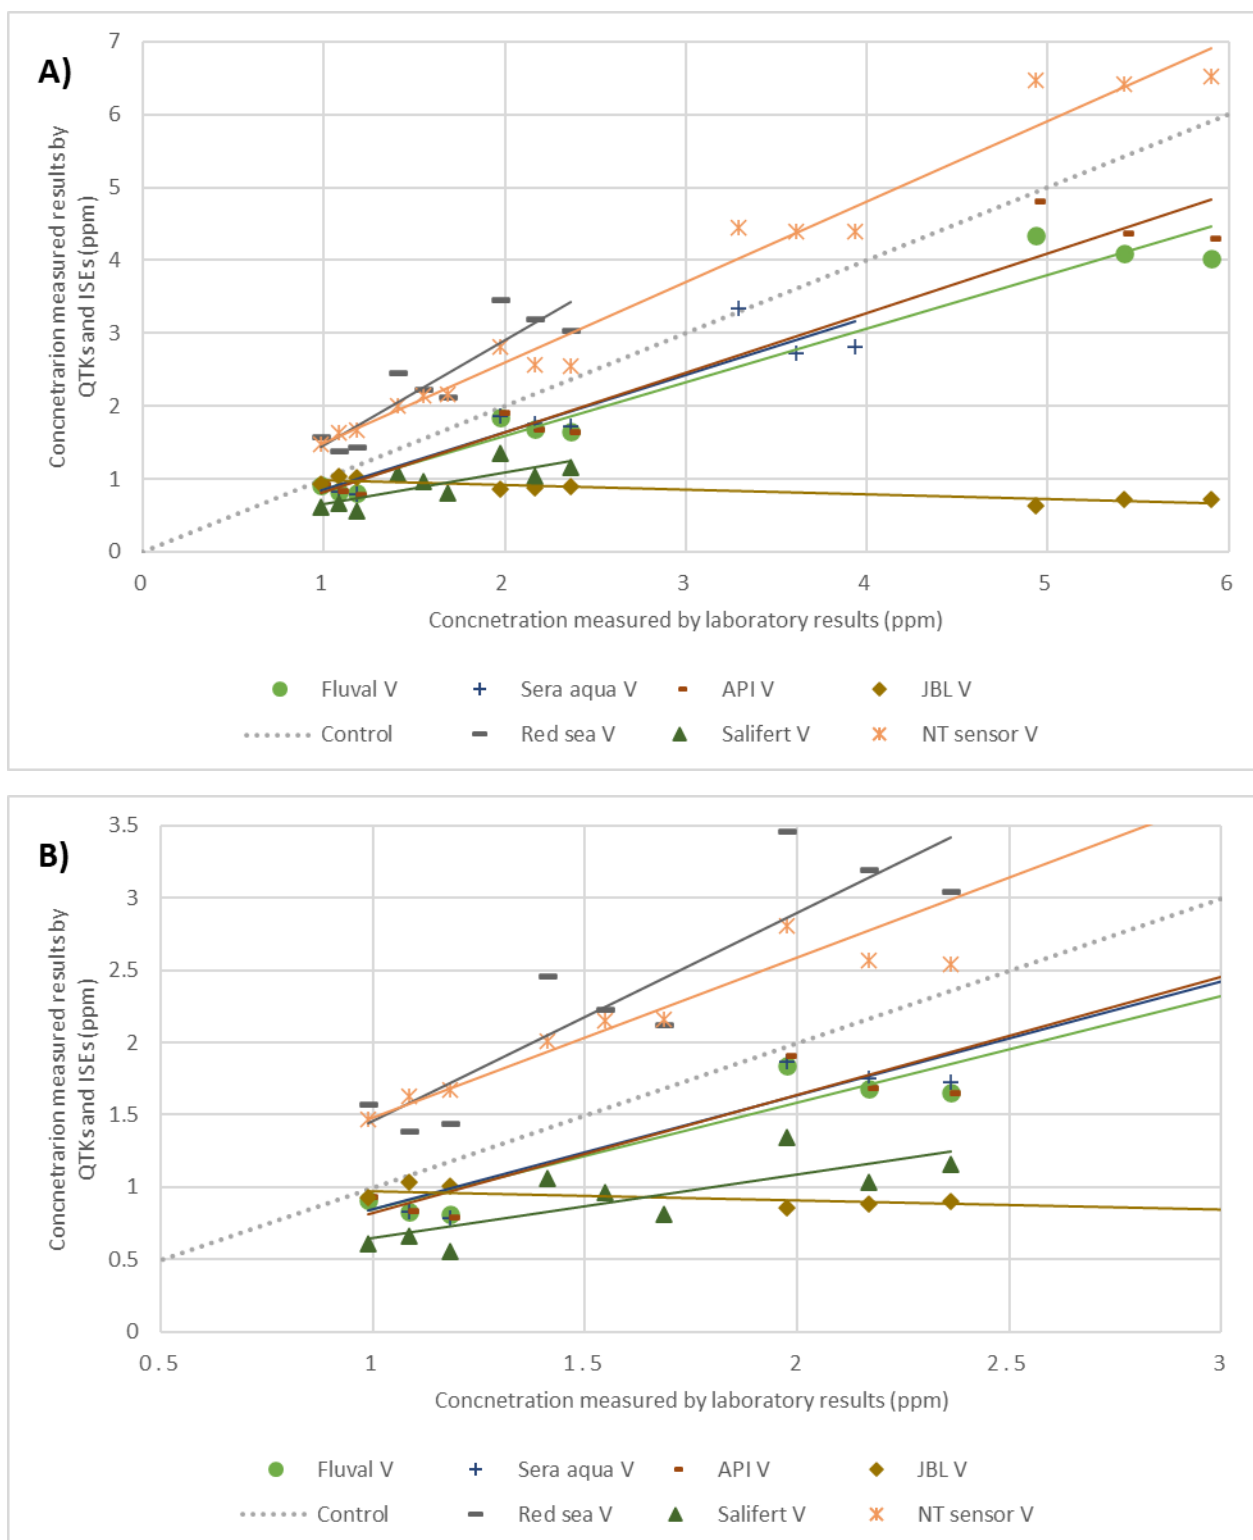 A)
Concnetrarion measured results by
QTKs and ISEs (ppm)
7
6
5
4
3
2
1
0
0 1 2 3 4 5 6
Concnetration measured by laboratory results (ppm)
Fluval V Sera aqua V API V JBL V
Control Red sea V Salifert V NT sensor V
B)
Concnetrarion measured results by
QTKs and ISEs (ppm)
3.5
3
2.5
2
1.5
1
0.5
0
0.5 1 1.5 2 2.5 3
Concnetration measured by laboratory results (ppm)
Fluval V Sera aqua V API V JBL V
Control Red sea V Salifert V NT sensor V